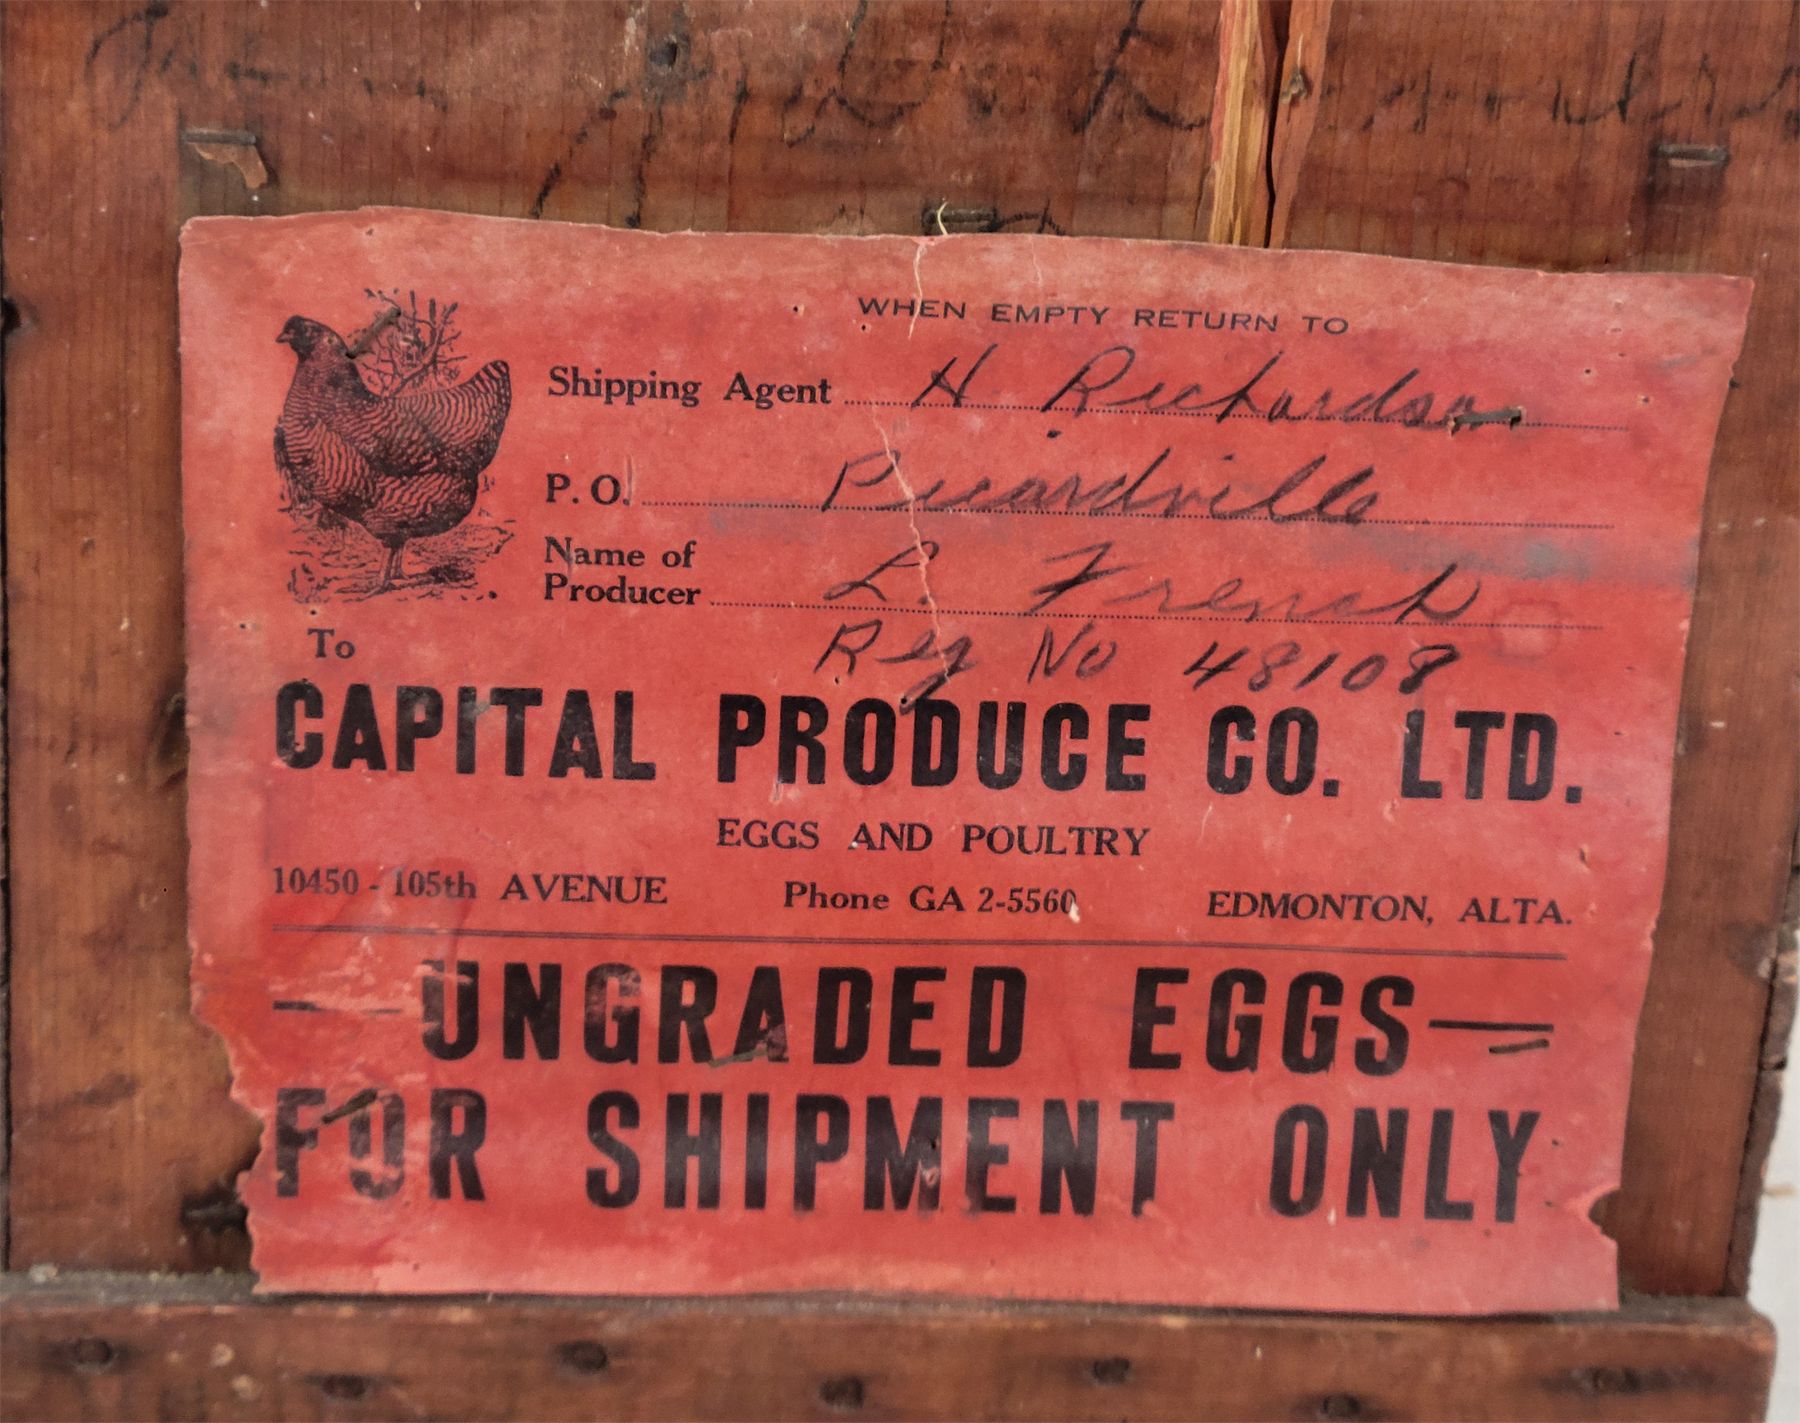 WHEN EMPTY RETURN TO
Shipping Agent H Richardson
P.O. Picardville
Name of
Producer L. French
Reg No 48108
To
CAPITAL PRODUCE CO. LTD.
EGGS AND POULTRY
10450 - 105th AVENUE Phone GA 2-5560 EDMONTON, ALTA.
— UNGRADED EGGS —
FOR SHIPMENT ONLY